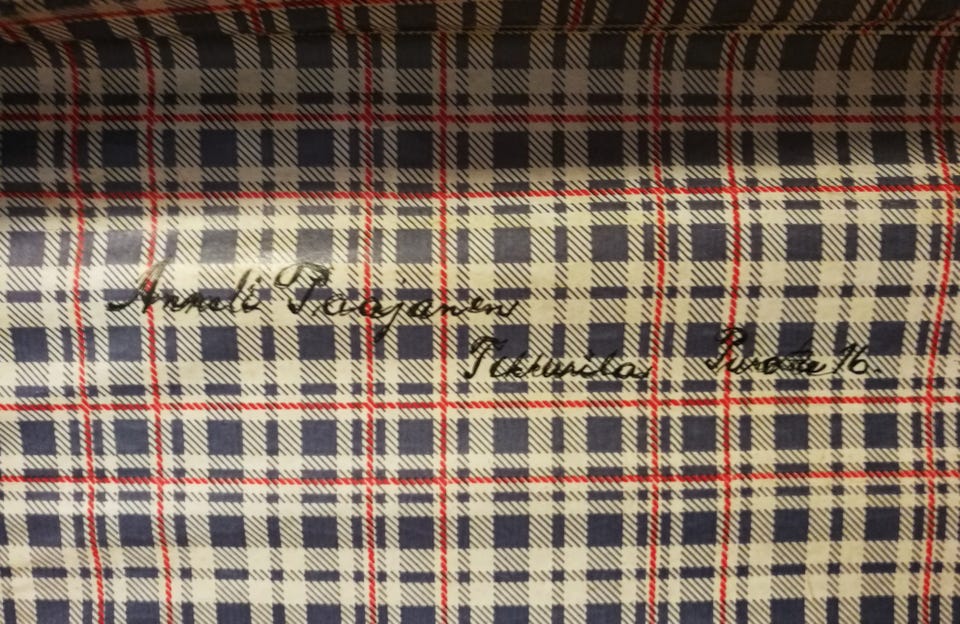 Anneli Paajanen
Tikkurila Purotie 16.